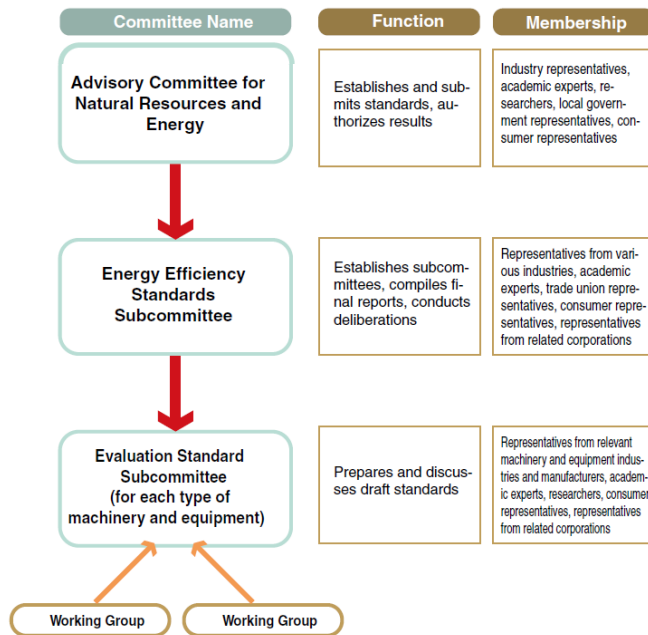 Committee Name
Function
Membership
Advisory Committee for
Natural Resources and
Energy
Establishes and sub-
mits standards, au-
thorizes results
Industry representatives,
academic experts, re-
searchers, local govern-
ment representatives, con-
sumer representatives
Energy Efficiency
Standards
Subcommittee
Establishes subcom-
mittees, compiles fi-
nal reports, conducts
deliberations
Representatives from vari-
ous industries, academic
experts, trade union repre-
sentatives, consumer repre-
sentatives, representatives
from related corporations
Evaluation Standard
Subcommittee
(for each type of
machinery and equipment)
Prepares and discus-
ses draft standards
Representatives from relevant
machinery and equipment indus-
tries and manufacturers, academ-
ic experts, researchers, consumer
representatives, representatives
from related corporations
Working Group
Working Group